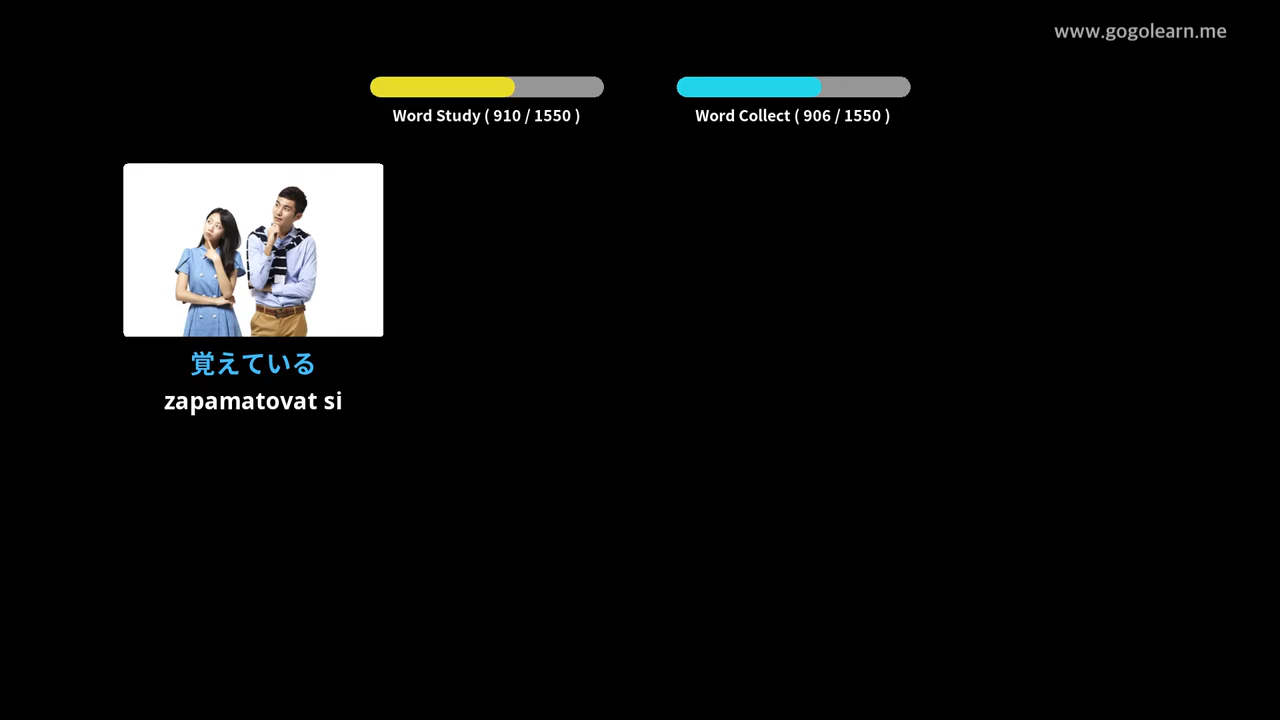 www.gogolearn.me
Word Study ( 910 / 1550 )
Word Collect ( 906 / 1550 )
覚えている
zapamatovat si